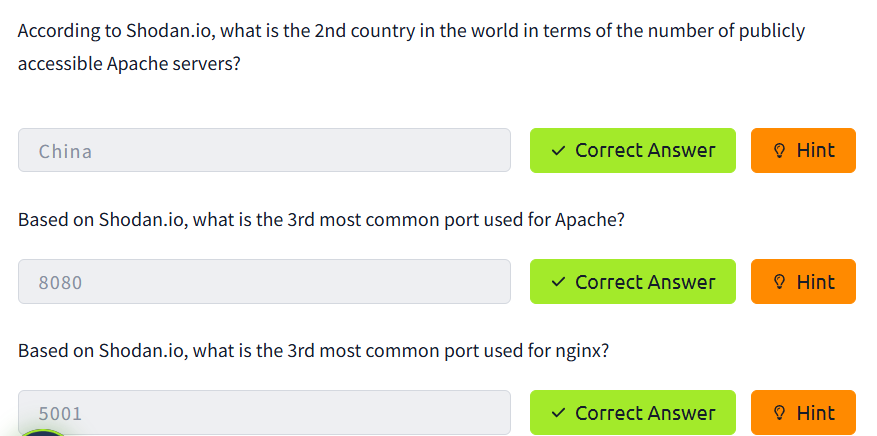 According to Shodan.io, what is the 2nd country in the world in terms of the number of publicly
accessible Apache servers?
China
Correct Answer
Hint
Based on Shodan.io, what is the 3rd most common port used for Apache?
8080
Correct Answer
Hint
Based on Shodan.io, what is the 3rd most common port used for nginx?
5001
Correct Answer
Hint